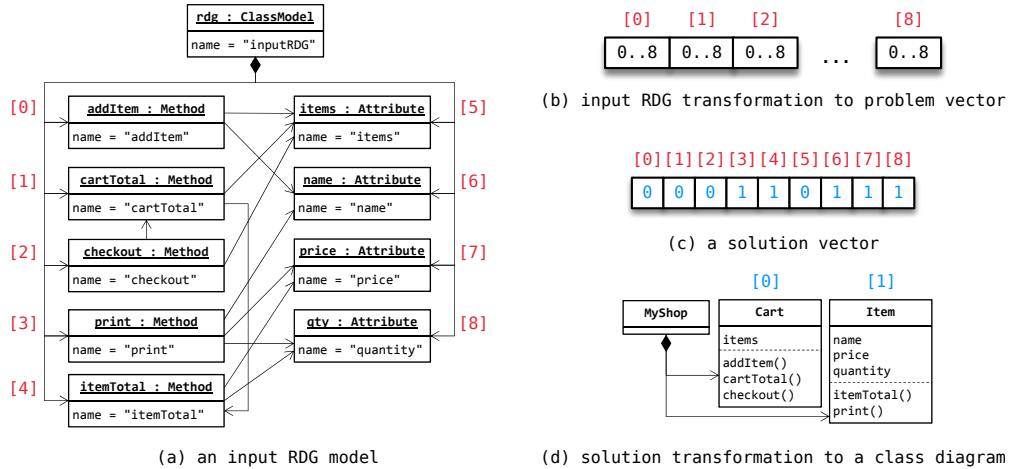 rdg : ClassModel
name = "inputRDG"
[0]
addItem : Method
name = "addItem"
items : Attribute
name = "items"
[5]
[1]
cartTotal : Method
name = "cartTotal"
name : Attribute
name = "name"
[6]
[2]
checkout : Method
name = "checkout"
price : Attribute
name = "price"
[7]
[3]
print : Method
name = "print"
qty : Attribute
name = "quantity"
[8]
[4]
itemTotal : Method
name = "itemTotal"
(a) an input RDG model
[0] [1] [2] [8]
0..8 0..8 0..8 ... 0..8
(b) input RDG transformation to problem vector
[0] [1] [2] [3] [4] [5] [6] [7] [8]
0 0 0 1 1 0 1 1 1
(c) a solution vector
[0] [1]
MyShop
Cart
items
addItem()
cartTotal()
checkout()
Item
name
price
quantity
itemTotal()
print()
(d) solution transformation to a class diagram